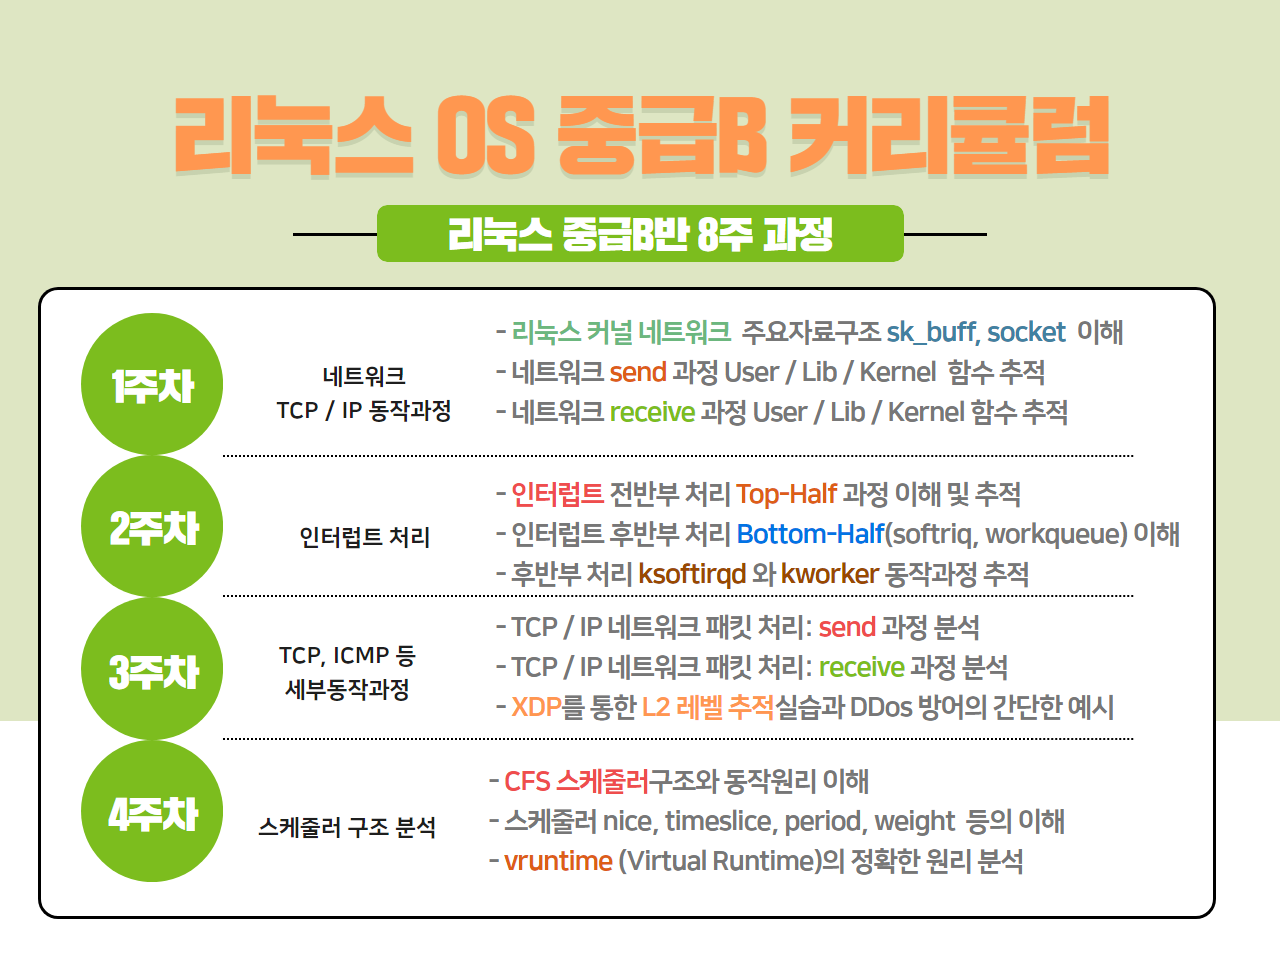 리눅스 OS 중급B 커리큘럼
리눅스 중급B반 8주 과정
1주차
네트워크
TCP / IP 동작과정
- 리눅스 커널 네트워크 주요자료구조 sk_buff, socket 이해
- 네트워크 send 과정 User / Lib / Kernel 함수 추적
- 네트워크 receive 과정 User / Lib / Kernel 함수 추적
2주차
인터럽트 처리
- 인터럽트 전반부 처리 Top-Half 과정 이해 및 추적
- 인터럽트 후반부 처리 Bottom-Half(softriq, workqueue) 이해
- 후반부 처리 ksoftirqd 와 kworker 동작과정 추적
3주차
TCP, ICMP 등
세부동작과정
- TCP / IP 네트워크 패킷 처리: send 과정 분석
- TCP / IP 네트워크 패킷 처리: receive 과정 분석
- XDP를 통한 L2 레벨 추적실습과 DDos 방어의 간단한 예시
4주차
스케줄러 구조 분석
- CFS 스케줄러구조와 동작원리 이해
- 스케줄러 nice, timeslice, period, weight 등의 이해
- vruntime (Virtual Runtime)의 정확한 원리 분석